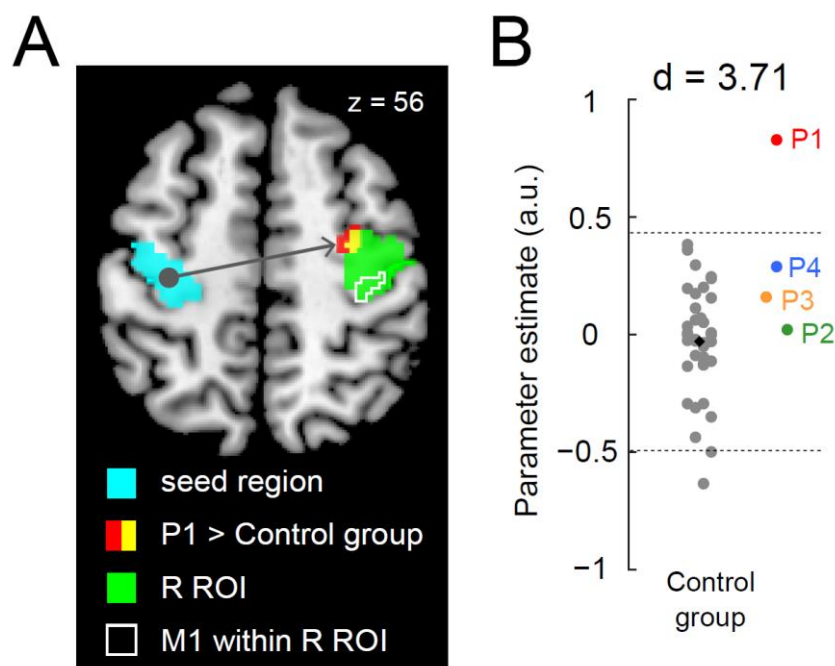 A
z = 56
seed region
P1 > Control group
R ROI
M1 within R ROI
B
d = 3.71
Parameter estimate (a.u.)
1
0.5
0
−0.5
−1
P1
P4
P3
P2
Control
group